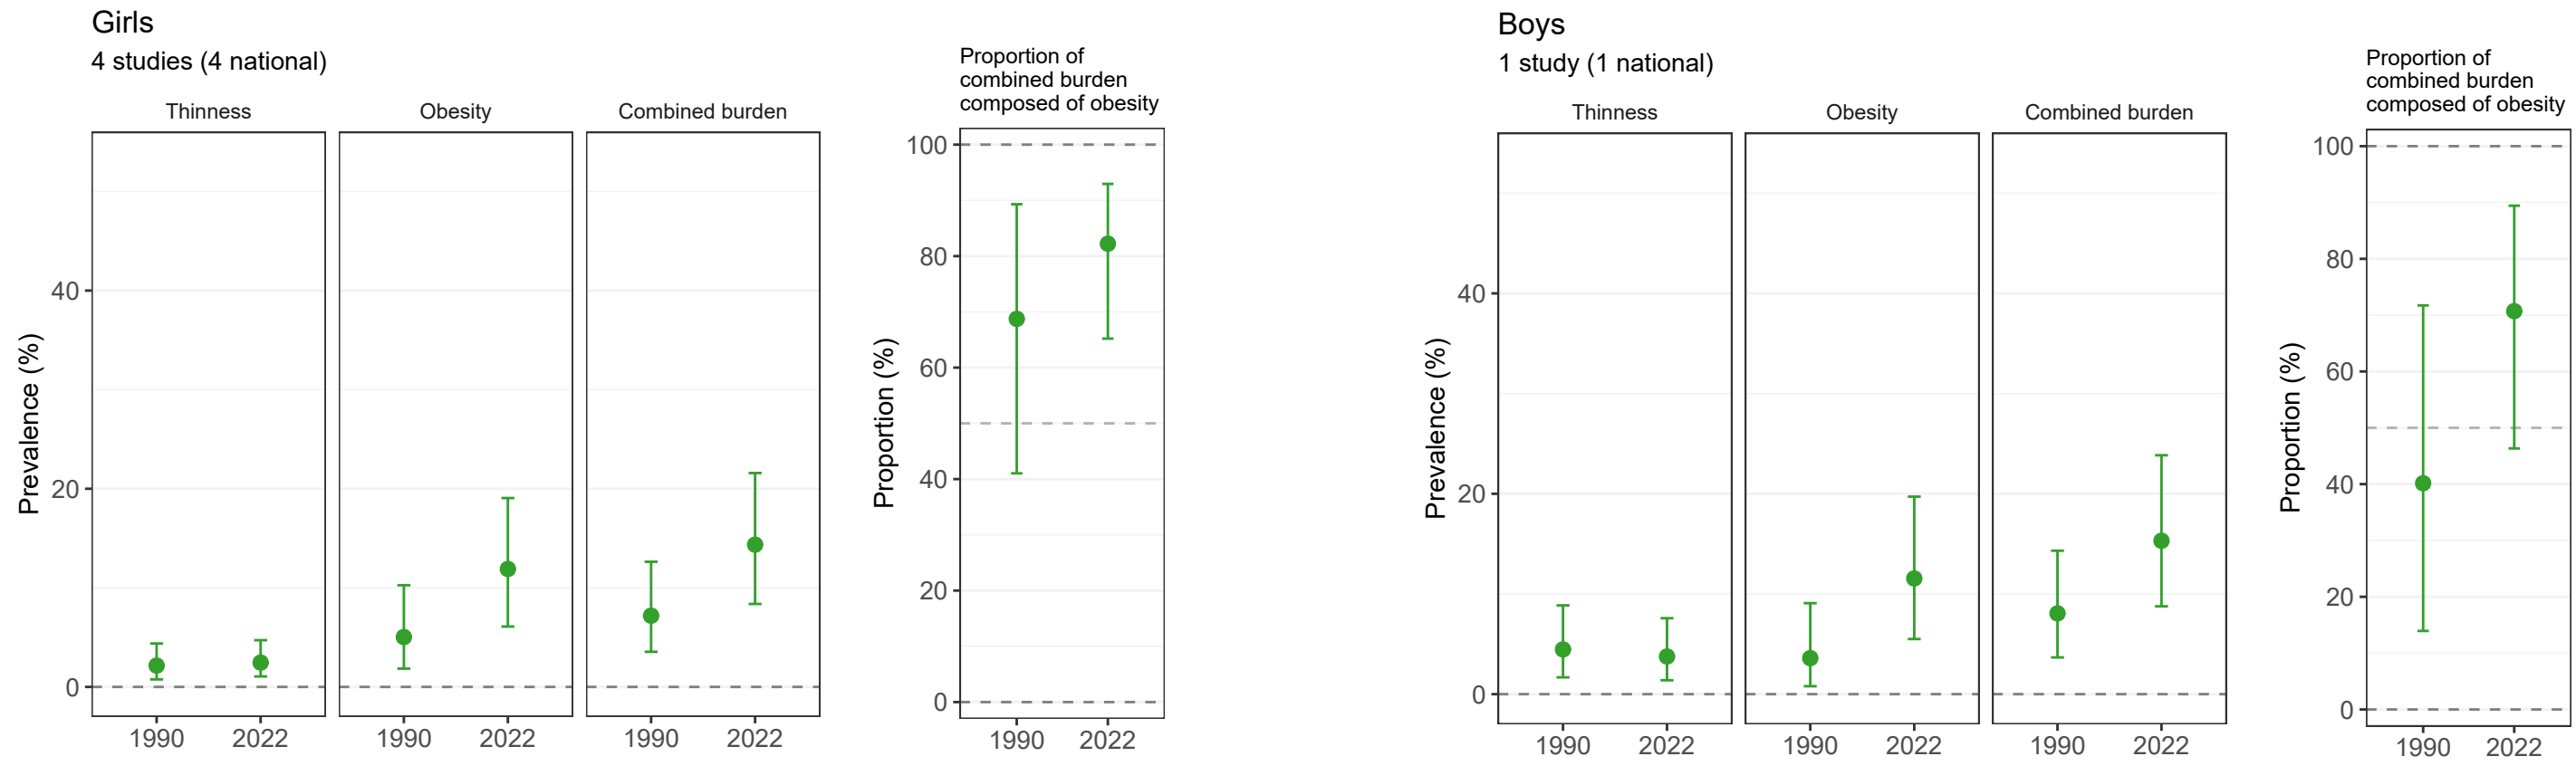 Girls
4 studies (4 national)
Thinness
Obesity
Combined burden
Prevalence (%)
40
20
0
1990
2022
1990
2022
1990
2022
Proportion of
combined burden
composed of obesity
Proportion (%)
100
80
60
40
20
0
1990
2022
Boys
1 study (1 national)
Thinness
Obesity
Combined burden
Prevalence (%)
40
20
0
1990
2022
1990
2022
1990
2022
Proportion of
combined burden
composed of obesity
Proportion (%)
100
80
60
40
20
0
1990
2022